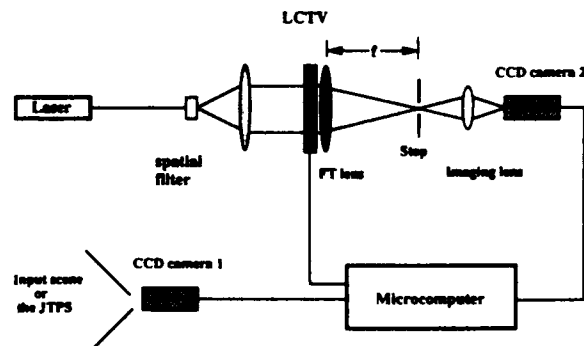 LCTV
f
CCD camera 2
Laser
spatial
filter
FT lens
Stop
Imaging lens
CCD camera 1
Input scene
or
the JTPS
Microcomputer